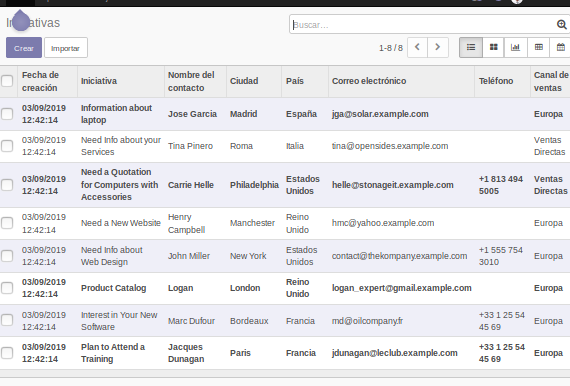 Iniciativas
Buscar...
Crear Importar 1-8 / 8
Fecha de creación Iniciativa Nombre del contacto Ciudad País Correo electrónico Teléfono Canal de ventas
03/09/2019 12:42:14 Information about laptop Jose Garcia Madrid España jga@solar.example.com Europa
03/09/2019 12:42:14 Need Info about your Services Tina Pinero Roma Italia tina@opensides.example.com Ventas Directas
03/09/2019 12:42:14 Need a Quotation for Computers with Accessories Carrie Helle Philadelphia Estados Unidos helle@stonageit.example.com +1 813 494 5005 Ventas Directas
03/09/2019 12:42:14 Need a New Website Henry Campbell Manchester Reino Unido hmc@yahoo.example.com Europa
03/09/2019 12:42:14 Need Info about Web Design John Miller New York Estados Unidos contact@thekompany.example.com +1 555 754 3010 Europa
03/09/2019 12:42:14 Product Catalog Logan London Reino Unido logan_expert@gmail.example.com Europa
03/09/2019 12:42:14 Interest in Your New Software Marc Dufour Bordeaux Francia md@oilcompany.fr +33 1 25 54 45 69 Europa
03/09/2019 12:42:14 Plan to Attend a Training Jacques Dunagan Paris Francia jdunagan@leclub.example.com +33 1 25 54 45 69 Europa